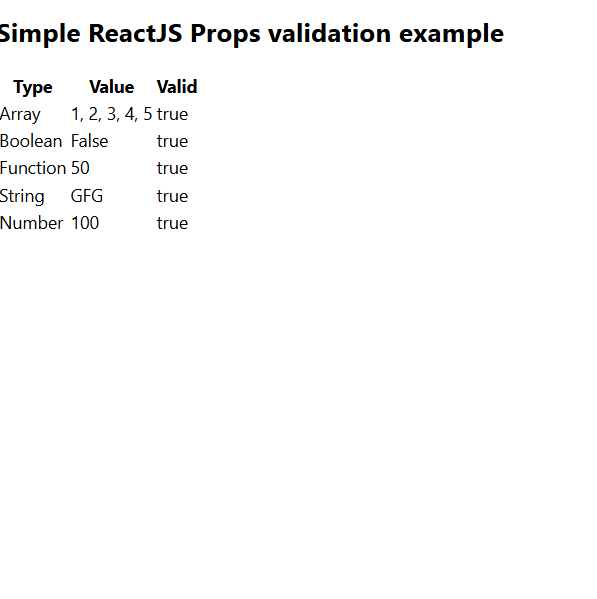 Simple ReactJS Props validation example
Type Value Valid
Array 1, 2, 3, 4, 5 true
Boolean False true
Function 50 true
String GFG true
Number 100 true